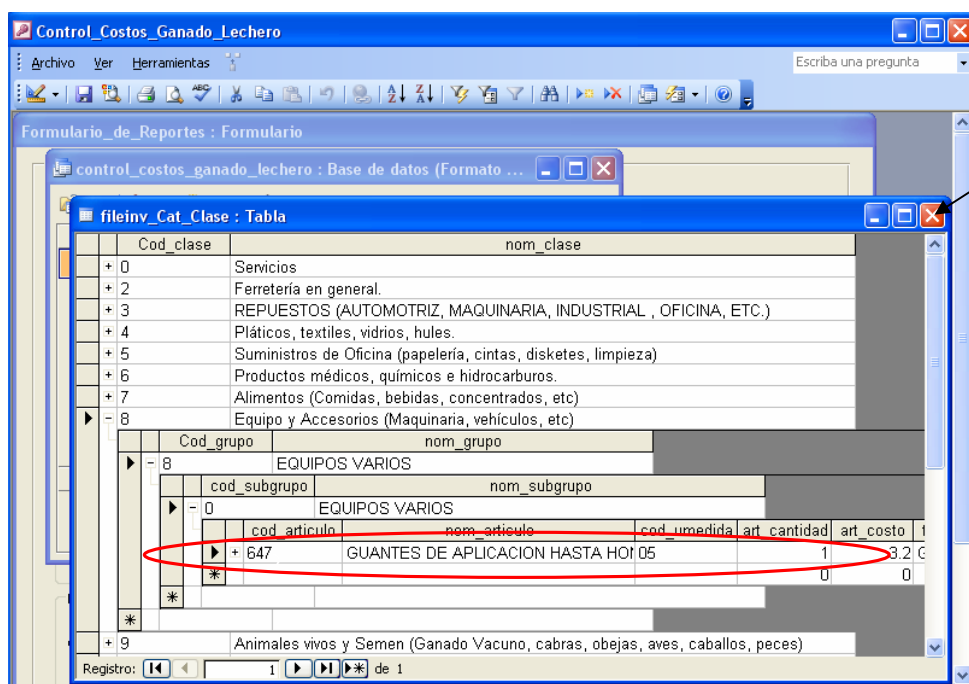 Control_Costos_Ganado_Lechero
Archivo Ver Herramientas
Escriba una pregunta
Formulario_de_Reportes : Formulario
control_costos_ganado_lechero : Base de datos (Formato ...
fileinv_Cat_Clase : Tabla
Cod_clase nom_clase
+ 0 Servicios
+ 2 Ferretería en general.
+ 3 REPUESTOS (AUTOMOTRIZ, MAQUINARIA, INDUSTRIAL , OFICINA, ETC.)
+ 4 Pláticos, textiles, vidrios, hules.
+ 5 Suministros de Oficina (papelería, cintas, disketes, limpieza)
+ 6 Productos médicos, químicos e hidrocarburos.
+ 7 Alimentos (Comidas, bebidas, concentrados, etc)
- 8 Equipo y Accesorios (Maquinaria, vehículos, etc)
Cod_grupo nom_grupo
- 8 EQUIPOS VARIOS
cod_subgrupo nom_subgrupo
- 0 EQUIPOS VARIOS
cod_articulo nom_articulo cod_umedida art_cantidad art_costo
+ 647 GUANTES DE APLICACION HASTA HO 05 1 3.2 G
0 0
+ 9 Animales vivos y Semen (Ganado Vacuno, cabras, obejas, aves, caballos, peces)
Registro: 1 de 1